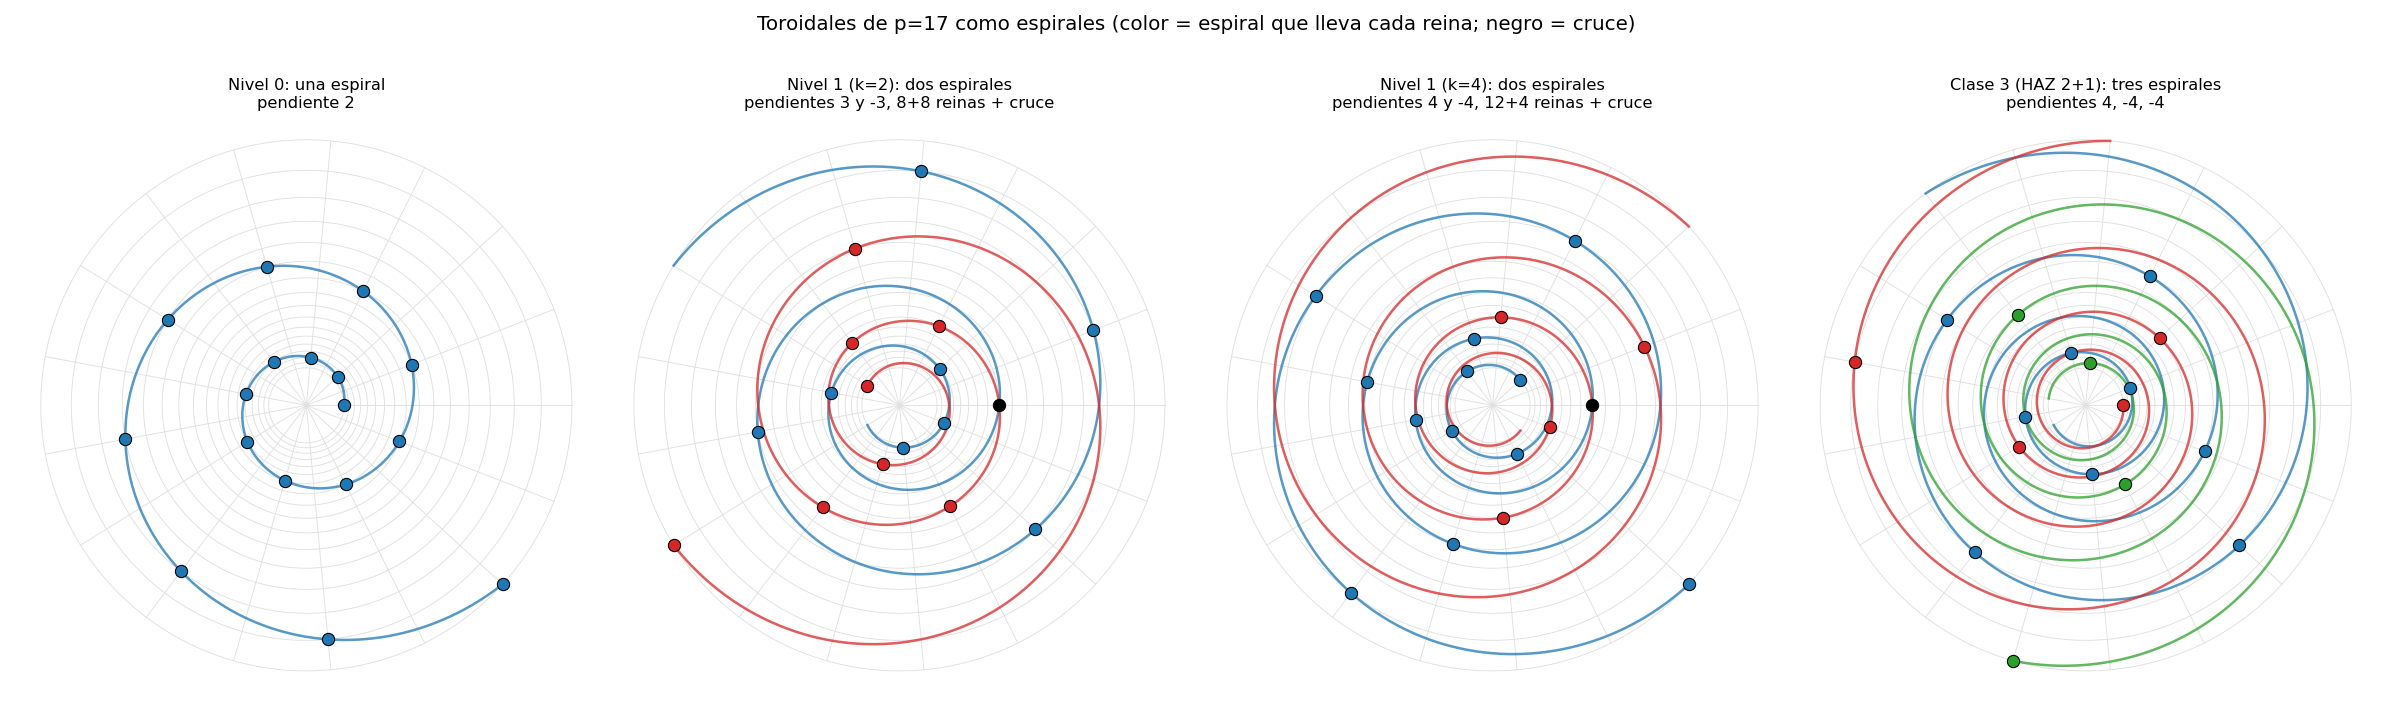 Toroidales de p=17 como espirales (color = espiral que lleva cada reina; negro = cruce)
Nivel 0: una espiral
pendiente 2
Nivel 1 (k=2): dos espirales
pendientes 3 y -3, 8+8 reinas + cruce
Nivel 1 (k=4): dos espirales
pendientes 4 y -4, 12+4 reinas + cruce
Clase 3 (HAZ 2+1): tres espirales
pendientes 4, -4, -4